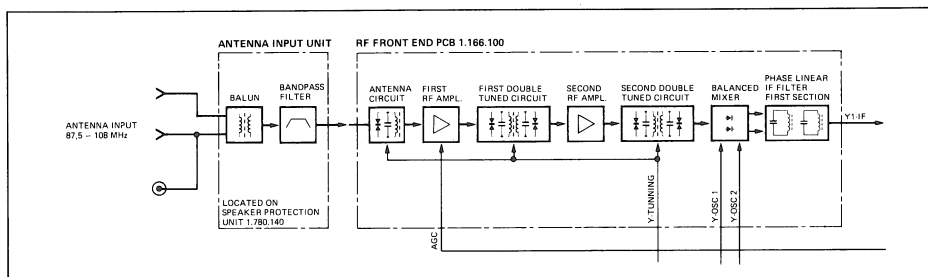 ANTENNA INPUT UNIT
RF FRONT END PCB 1.166.100
BALUN
BANDPASS
FILTER
ANTENNA
CIRCUIT
FIRST
RF AMPL.
FIRST DOUBLE
TUNED CIRCUIT
SECOND
RF AMPL.
SECOND DOUBLE
TUNED CIRCUIT
BALANCED
MIXER
PHASE LINEAR
IF FILTER
FIRST SECTION
ANTENNA INPUT
87,5 – 108 MHz
Y1-IF
LOCATED ON
SPEAKER PROTECTION
UNIT 1.780.140
AGC
Y-TUNNING
Y-OSC 1
Y-OSC 2